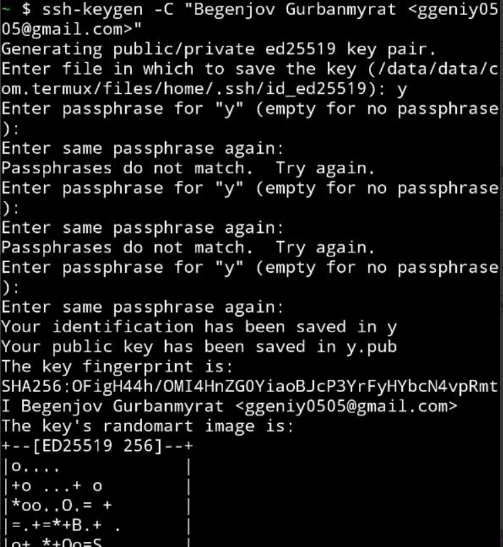 ~ $ ssh-keygen -C "Begenjov Gurbanmyrat <ggeniy05
05@gmail.com>"
Generating public/private ed25519 key pair.
Enter file in which to save the key (/data/data/c
om.termux/files/home/.ssh/id_ed25519): y
Enter passphrase for "y" (empty for no passphrase
):
Enter same passphrase again:
Passphrases do not match.  Try again.
Enter passphrase for "y" (empty for no passphrase
):
Enter same passphrase again:
Passphrases do not match.  Try again.
Enter passphrase for "y" (empty for no passphrase
):
Enter same passphrase again:
Your identification has been saved in y
Your public key has been saved in y.pub
The key fingerprint is:
SHA256:OFigH44h/OMI4HnZG0YiaoBJcP3YrFyHYbcN4vpRmt
I Begenjov Gurbanmyrat <ggeniy0505@gmail.com>
The key's randomart image is:
+--[ED25519 256]--+
|o....            |
|+o ...+ o        |
|*oo..O.= +       |
|=.+=*+B.+ .      |
|o+ *+Oo=S        |